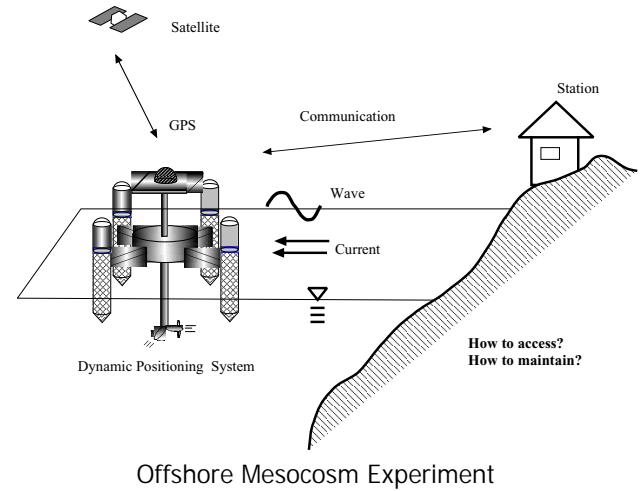 Satellite
Station
Communication
GPS
Wave
Current
How to access?
How to maintain?
Dynamic Positioning System
Offshore Mesocosm Experiment